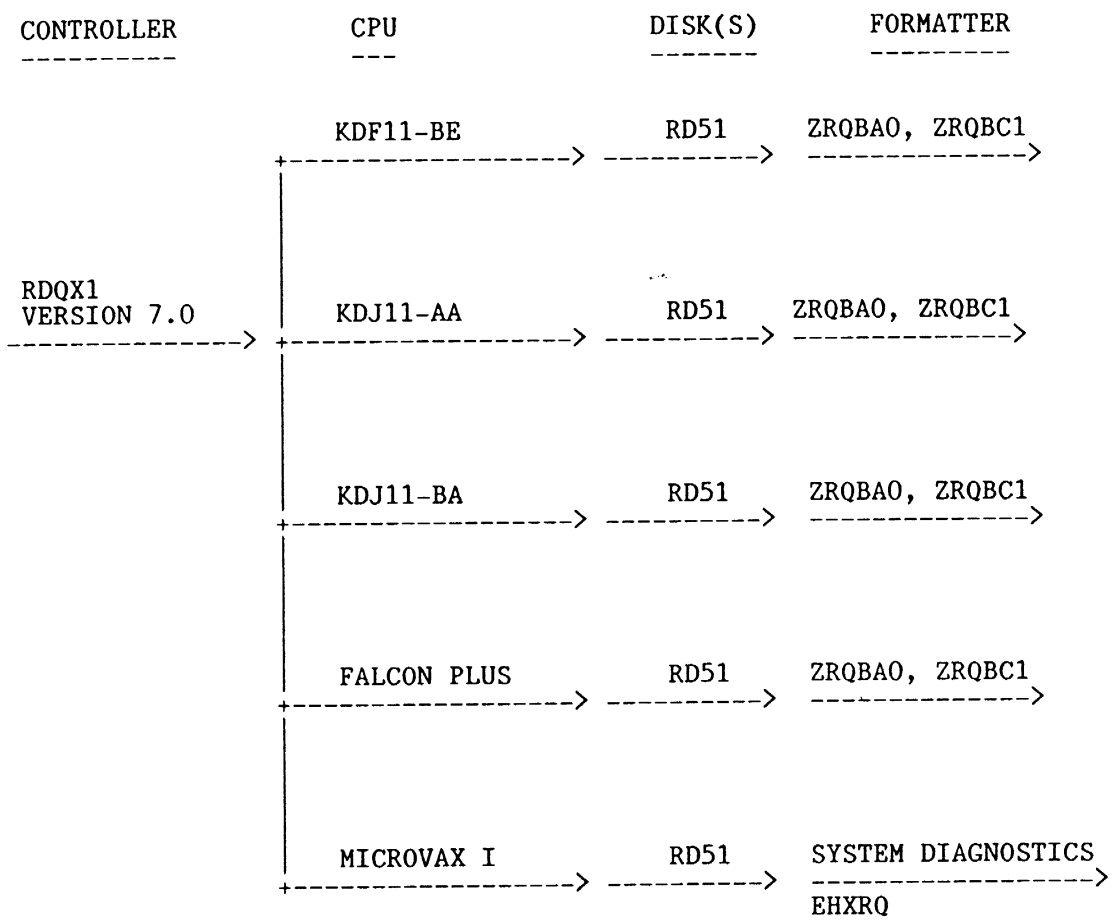 CONTROLLER CPU DISK(S) FORMATTER
KDF11-BE RD51 ZRQBA0, ZRQBC1
RDQX1
VERSION 7.0 KDJ11-AA RD51 ZRQBA0, ZRQBC1
KDJ11-BA RD51 ZRQBA0, ZRQBC1
FALCON PLUS RD51 ZRQBA0, ZRQBC1
MICROVAX I RD51 SYSTEM DIAGNOSTICS
EHXRQ